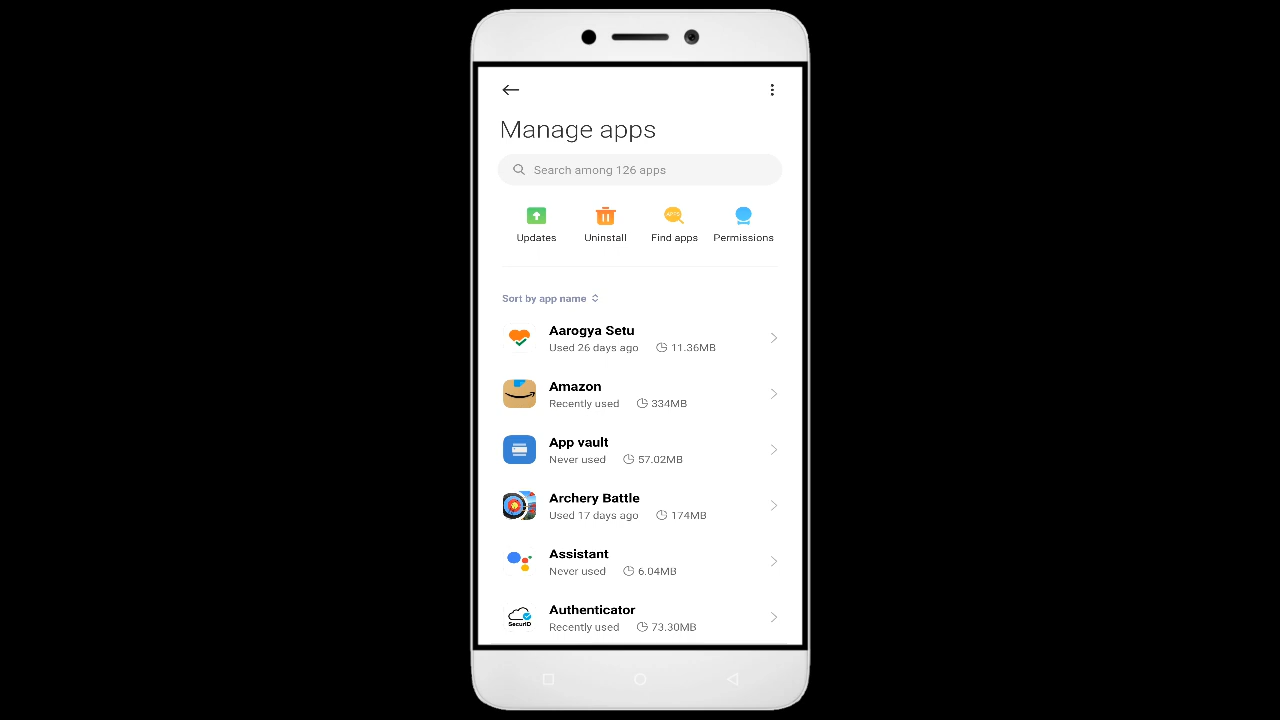 Manage apps
Search among 126 apps
Updates Uninstall Find apps Permissions
Sort by app name
Aarogya Setu
Used 26 days ago 11.36MB
Amazon
Recently used 334MB
App vault
Never used 57.02MB
Archery Battle
Used 17 days ago 174MB
Assistant
Never used 6.04MB
Authenticator
SecurID
Recently used 73.30MB